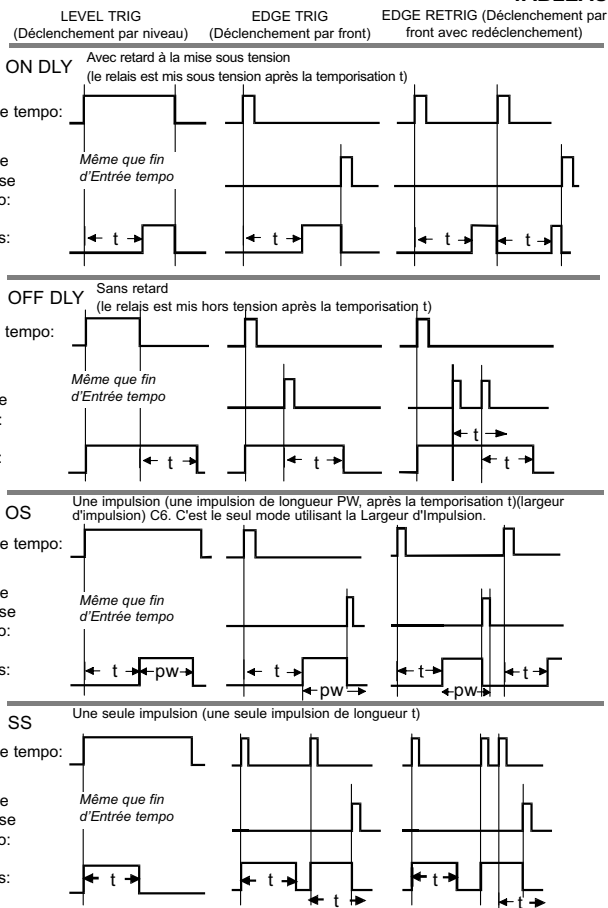 LEVEL TRIG
(Déclenchement par niveau)
EDGE TRIG
(Déclenchement par front)
EDGE RETRIG (Déclenchement par
front avec redéclenchement)
ON DLY
Avec retard à la mise sous tension
(le relais est mis sous tension après la temporisation t)
e tempo:
e
se
o:
Même que fin
d'Entrée tempo
s:
t
t
t
t
OFF DLY
Sans retard
(le relais est mis hors tension après la temporisation t)
tempo:
Même que fin
d'Entrée tempo
e
:
t
:
t
t
t
OS
Une impulsion (une impulsion de longueur PW, après la temporisation t)(largeur
d'impulsion) C6. C'est le seul mode utilisant la Largeur d'Impulsion.
e tempo:
e
se
o:
Même que fin
d'Entrée tempo
s:
t
pw
t
pw
t
pw
t
SS
Une seule impulsion (une seule impulsion de longueur t)
e tempo:
e
se
o:
Même que fin
d'Entrée tempo
s:
t
t
t
t
t